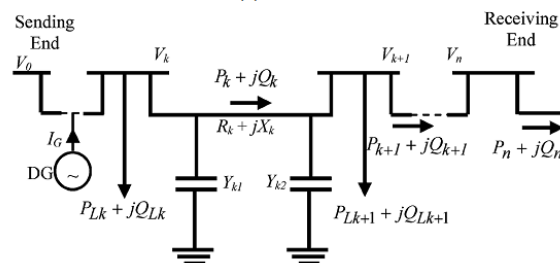 Sending
End
Receiving
End
V0
Vk
Vk+1
Vn
Pk + jQk
Rk + jXk
IG
DG
~
Yk1
Yk2
Pk+1 + jQk+1
Pn + jQn
PLk + jQLk
PLk+1 + jQLk+1